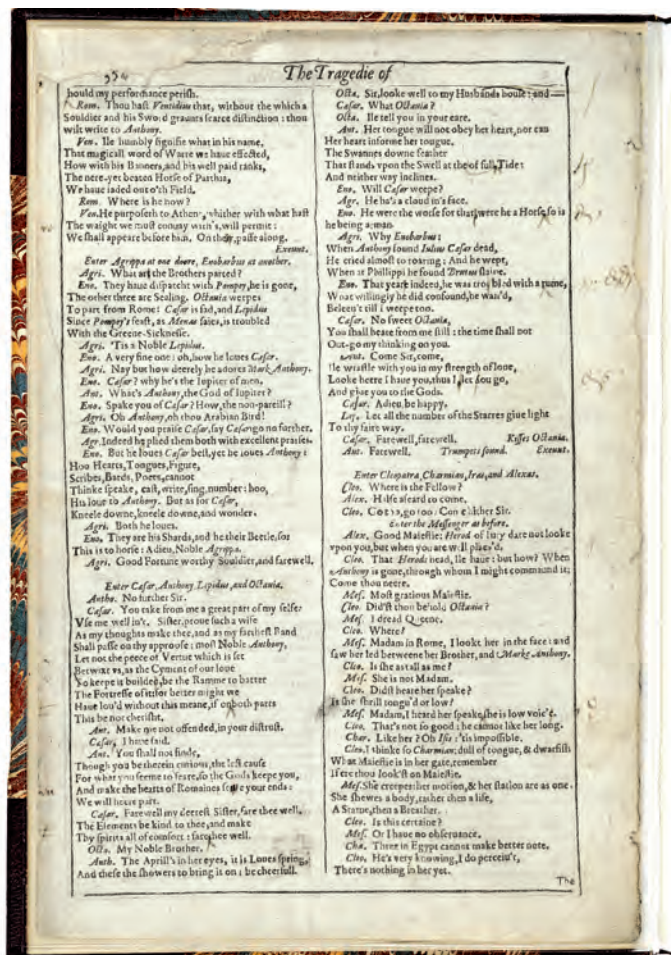 354
The Tragedie of
hould my performance perish.
Rom. Thou hast Ventidius that, without the which a
Souldier and his Sword graunts scarce distinction : thou
wilt write to Anthony.
Ven. Ile humbly signifie what in his name,
That magicall word of Warre we haue effected,
How with his Banners, and his well paid ranks,
The nere-yet beaten Horse of Parthia,
We haue iaded out o'th Field.
Rom. Where is he now?
Ven. He purposeth to Athens, whither with what hast
The waight we must conuay with's, will permit :
We shall appeare before him. On there, passe along.
Exeunt.
Enter Agrippa at one doore, Enobarbus at another.
Agri. What are the Brothers parted?
Eno. They haue dispatcht with Pompey, he is gone,
The other three are Sealing. Octauia weepes
To part from Rome: Cæsar is sad, and Lepidus
Since Pompey's feast, as Menas saies, is troubled
With the Greene-Sicknesse.
Agri. 'Tis a Noble Lepidus.
Eno. A very fine one : oh, how he loues Cæsar.
Agri. Nay but how deerely he adores Mark Anthony.
Eno. Cæsar? why he's the Iupiter of men.
Ant. What's Anthony, the God of Iupiter?
Eno. Spake you of Cæsar? How, the non-pareill?
Agri. Oh Anthony, oh thou Arabian Bird!
Eno. Would you praise Cæsar, say Cæsar go no further.
Agr. Indeed he plied them both with excellent praises.
Eno. But he loues Cæsar best, yet he loues Anthony :
Hoo Hearts, Tongues, Figure,
Scribes, Bards, Poets, cannot
Thinke speake, cast, write, sing, number : hoo,
His loue to Anthony. But as for Cæsar,
Kneele downe, kneele downe, and wonder.
Agri. Both he loues.
Eno. They are his Shards, and he their Beetle, so:
This is to horse : Adieu, Noble Agrippa.
Agri. Good Fortune worthy Souldier, and farewell.
Enter Cæsar, Anthony, Lepidus, and Octauia.
Antho. No further Sir.
Cæsar. You take from me a great part of my selfe:
Vse me well in't. Sister, proue such a wife
As my thoughts make thee, and as my farthest Band
Shall passe on thy approofe : most Noble Anthony,
Let not the peece of Vertue which is set
Betwixt vs, as the Cyment of our loue
To keepe it builded, be the Ramme to batter
The Fortresse of it: for better might we
Haue lou'd without this meane, if on both parts
This be not cherisht.
Ant. Make me not offended, in your distrust.
Cæsar. I haue said.
Ant. You shall not finde,
Though you be therein curious, the lest cause
For what you seeme to feare, so the Gods keepe you,
And make the hearts of Romaines serue your ends :
We will heere part.
Cæsar. Farewell my deerest Sister, fare thee well,
The Elements be kind to thee, and make
Thy spirits all of comfort : fare thee well.
Octa. My Noble Brother.
Anth. The Aprill's in her eyes, it is Loues spring,
And these the showers to bring it on : be cheerfull.
Octa. Sir, looke well to my Husbands house : and
Cæsar. What Octauia?
Octa. Ile tell you in your eare.
Ant. Her tongue will not obey her heart, nor can
Her heart informe her tongue.
The Swannes downe feather
That stands vpon the Swell at the of full Tide:
And neither way inclines.
Eno. Will Cæsar weepe?
Agr. He ha's a cloud in's face.
Eno. He were the worse for that were he a Horse, so is
he being a man.
Agri. Why Enobarbus :
When Anthony found Iulius Cæsar dead,
He cried almost to roaring : And he wept,
When at Phillippi he found Brutus slaine.
Eno. That year indeed, he was trobled with a rume,
What willingly he did confound, he wail'd,
Beleeu't till I weepe too.
Cæsar. No sweet Octauia,
You shall heare from me still : the time shall not
Out-go my thinking on you.
Ant. Come Sir, come,
Ile wrastle with you in my strength of loue,
Looke heere I haue you, thus I let you go,
And giue you to the Gods.
Cæsar. Adieu, be happy.
Lep. Let all the number of the Starres giue light
To thy faire way.
Cæsar. Farewell, farewell. Kisses Octauia.
Ant. Farewell. Trumpets sound. Exeunt.
Enter Cleopatra, Charmian, Iras, and Alexas.
Cleo. Where is the Fellow?
Alex. Halfe afeard to come.
Cleo. Go too, go too : Come hither Sir.
Enter the Messenger as before.
Alex. Good Maiestie : Herod of Iury dare not looke
vpon you, but when you are well pleas'd.
Cleo. That Herods head, Ile haue : but how? When
Anthony is gone, through whom I might commaund it:
Come thou neere.
Mes. Most gratious Maiestie.
Cleo. Did'st thou behold Octauia?
Mes. I dread Queene.
Cleo. Where?
Mes. Madam in Rome, I lookt her in the face : and
saw her led betweene her Brother, and Marke Anthony.
Cleo. Is she as tall as me?
Mes. She is not Madam.
Cleo. Didst heare her speake?
Is she shrill tongu'd or low?
Mes. Madam, I heard her speake, she is low voic'd.
Cleo. That's not so good : he cannot like her long.
Char. Like her? Oh Isis : 'tis impossible.
Cleo. I thinke so Charmian: dull of tongue, & dwarfish
What Maiestie is in her gate, remember
If ere thou look'st on Maiestie.
Mes. She creepes: her motion, & her station are as one.
She shewes a body, rather then a life,
A Statue, then a Breather.
Cleo. Is this certaine?
Mes. Or I haue no obseruance.
Cha. Three in Egypt cannot make better note.
Cleo. He's very knowing, I do perceiu't,
There's nothing in her yet.
The